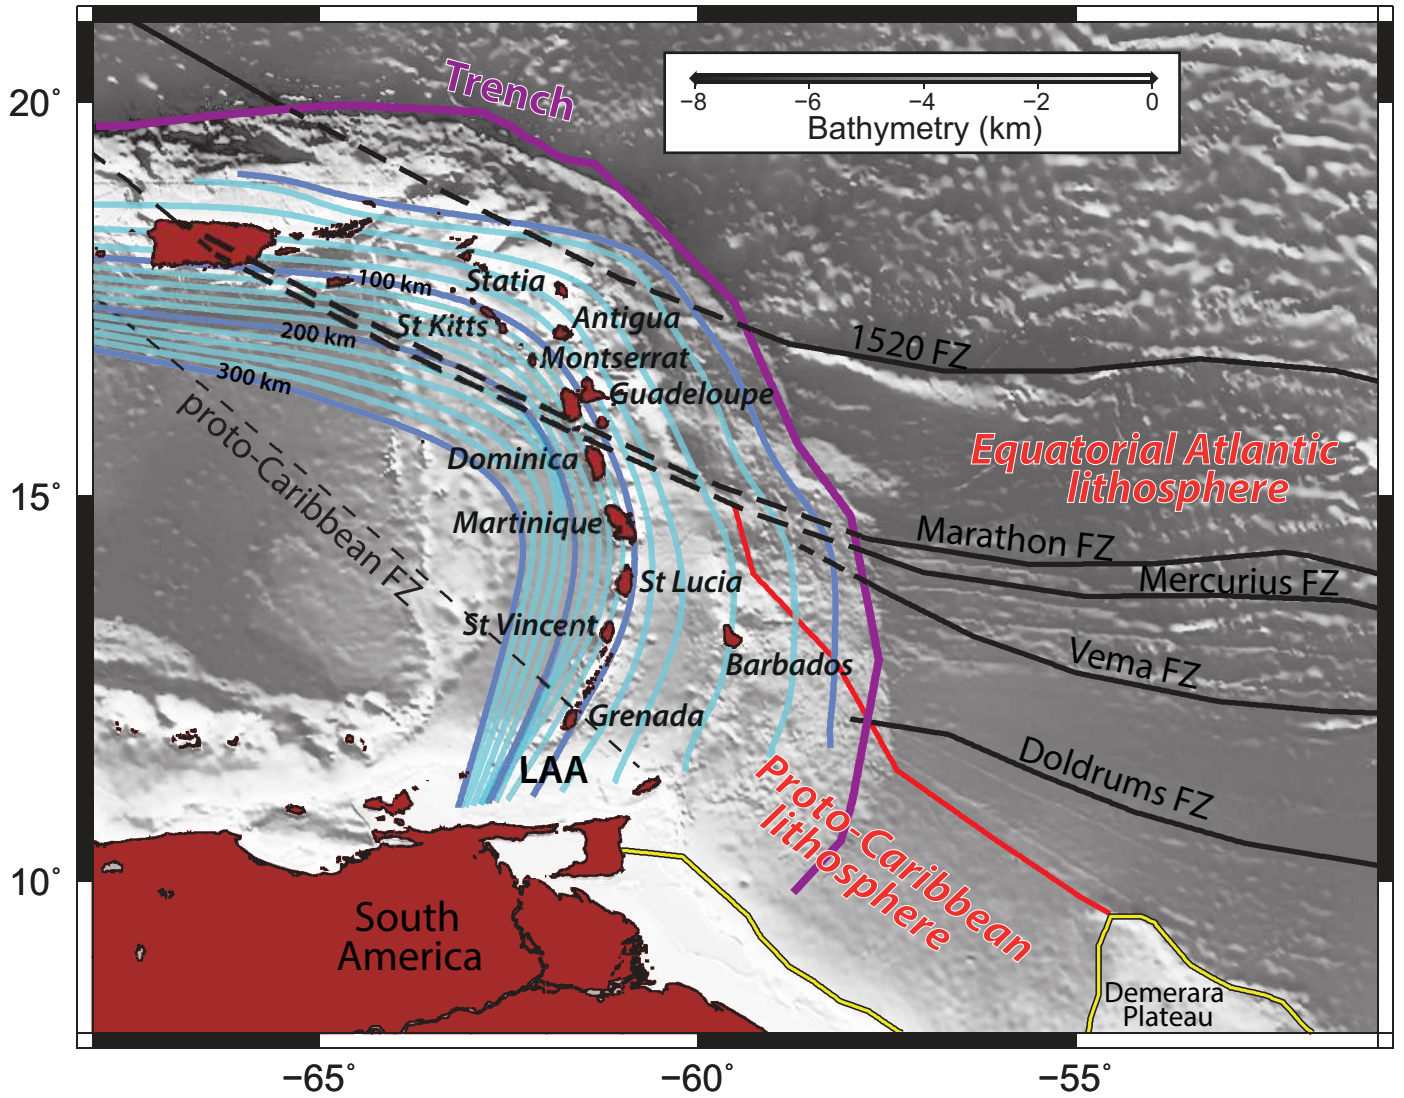 Trench
−8 −6 −4 −2 0
Bathymetry (km)
20°
15°
10°
100 km
200 km
300 km
Statia
St Kitts
Antigua
Montserrat
Guadeloupe
Dominica
Martinique
St Lucia
St Vincent
Barbados
Grenada
LAA
proto-Caribbean FZ
1520 FZ
Equatorial Atlantic
lithosphere
Marathon FZ
Mercurius FZ
Vema FZ
Doldrums FZ
Proto-Caribbean
lithosphere
South
America
Demerara
Plateau
−65°
−60°
−55°